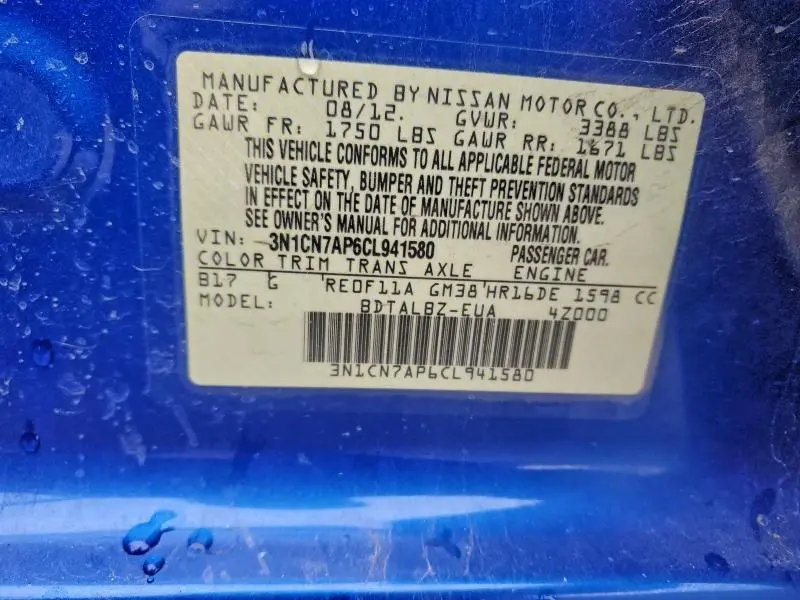 MANUFACTURED BY NISSAN MOTOR CO., LTD.
DATE: 08/12. GVWR: 3388 LBS
GAWR FR: 1750 LBS GAWR RR: 1671 LBS
THIS VEHICLE CONFORMS TO ALL APPLICABLE FEDERAL MOTOR
VEHICLE SAFETY, BUMPER AND THEFT PREVENTION STANDARDS
IN EFFECT ON THE DATE OF MANUFACTURE SHOWN ABOVE.
SEE OWNER'S MANUAL FOR ADDITIONAL INFORMATION.
VIN: 3N1CN7AP6CL941580 PASSENGER CAR.
COLOR TRIM TRANS AXLE ENGINE
B17 G RE0F11A GM38 HR16DE 1598 CC
MODEL: BDTALBZ-EUA 4Z000
3N1CN7AP6CL941580